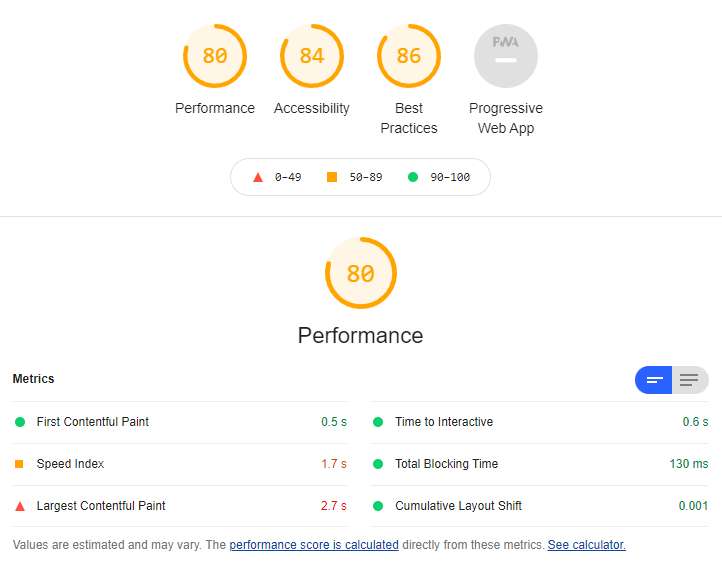 80 84 86 PWA
Performance Accessibility Best Practices Progressive Web App
0–49 50–89 90–100
80
Performance
Metrics
First Contentful Paint 0.5 s
Time to Interactive 0.6 s
Speed Index 1.7 s
Total Blocking Time 130 ms
Largest Contentful Paint 2.7 s
Cumulative Layout Shift 0.001
Values are estimated and may vary. The performance score is calculated directly from these metrics. See calculator.